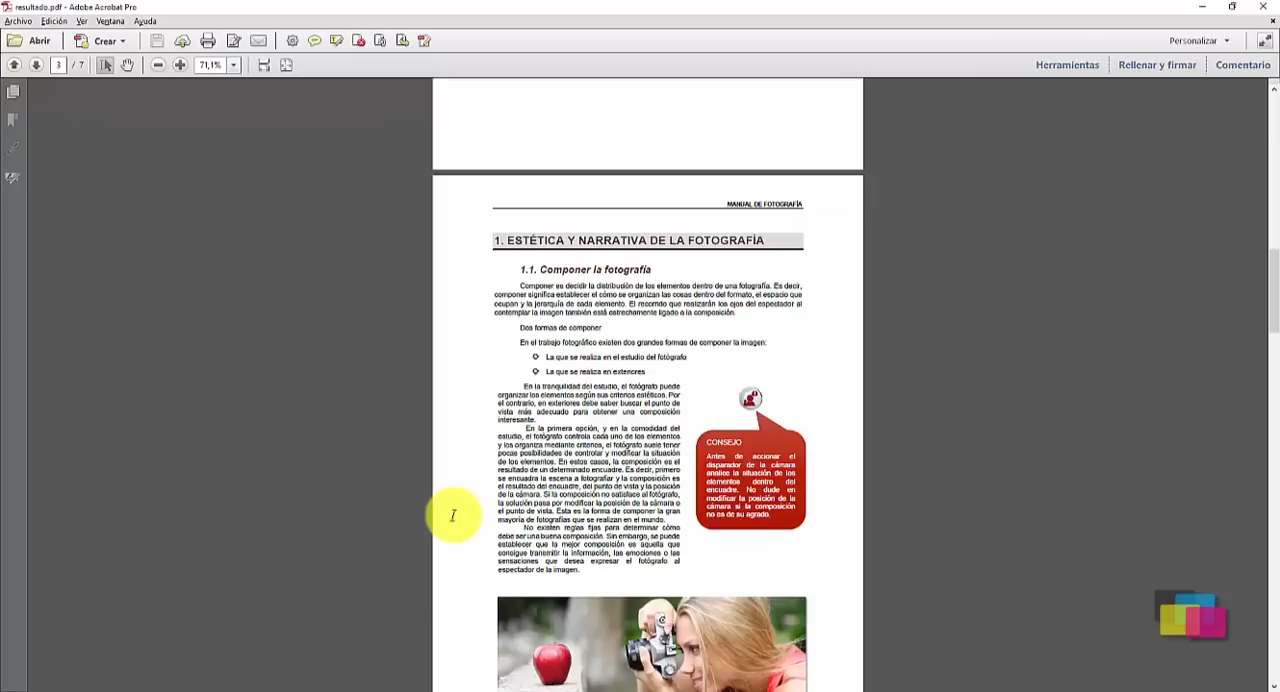 resultado.pdf - Adobe Acrobat Pro
Archivo Edición Ver Ventana Ayuda
Abrir Crear Personalizar
3 / 7 71,1% Herramientas Rellenar y firmar Comentario
MANUAL DE FOTOGRAFÍA
1. ESTÉTICA Y NARRATIVA DE LA FOTOGRAFÍA
1.1. Componer la fotografía
Componer es decidir la distribución de los elementos dentro de una fotografía. Es decir,
componer significa establecer el cómo se organizan las cosas dentro del formato, el espacio que
ocupan y la jerarquía de cada elemento. El recorrido que realizarán los ojos del espectador al
contemplar la imagen también está estrechamente ligado a la composición.
Dos formas de componer
En el trabajo fotográfico existen dos grandes formas de componer la imagen:
La que se realiza en el estudio del fotógrafo
La que se realiza en exteriores
En la tranquilidad del estudio, el fotógrafo puede
organizar los elementos según sus criterios estéticos. Por
el contrario, en exteriores debe saber buscar el punto de
vista más adecuado para obtener una composición
interesante.
En la primera opción, y en la comodidad del
estudio, el fotógrafo controla cada uno de los elementos
y los organiza mediante criterios, el fotógrafo suele tener
pocas posibilidades de controlar y modificar la situación
de los elementos. En estos casos, la composición es el
resultado de un determinado encuadre. Es decir, primero
se encuadra la escena a fotografiar y la composición es
el resultado del encuadre, del punto de vista y la posición
de la cámara. Si la composición no satisface al fotógrafo,
la solución pasa por modificar la posición de la cámara o
el punto de vista. Esta es la forma de componer la gran
mayoría de fotografías que se realizan en el mundo.
No existen reglas fijas para determinar cómo
debe ser una buena composición. Sin embargo, se puede
establecer que la mejor composición es aquella que
consigue transmitir la información, las emociones o las
sensaciones que desea expresar el fotógrafo al
espectador de la imagen.
CONSEJO
Antes de accionar el
disparador de la cámara
analice la situación de los
elementos dentro del
encuadre. No dude en
modificar la posición de la
cámara si la composición
no es de su agrado.